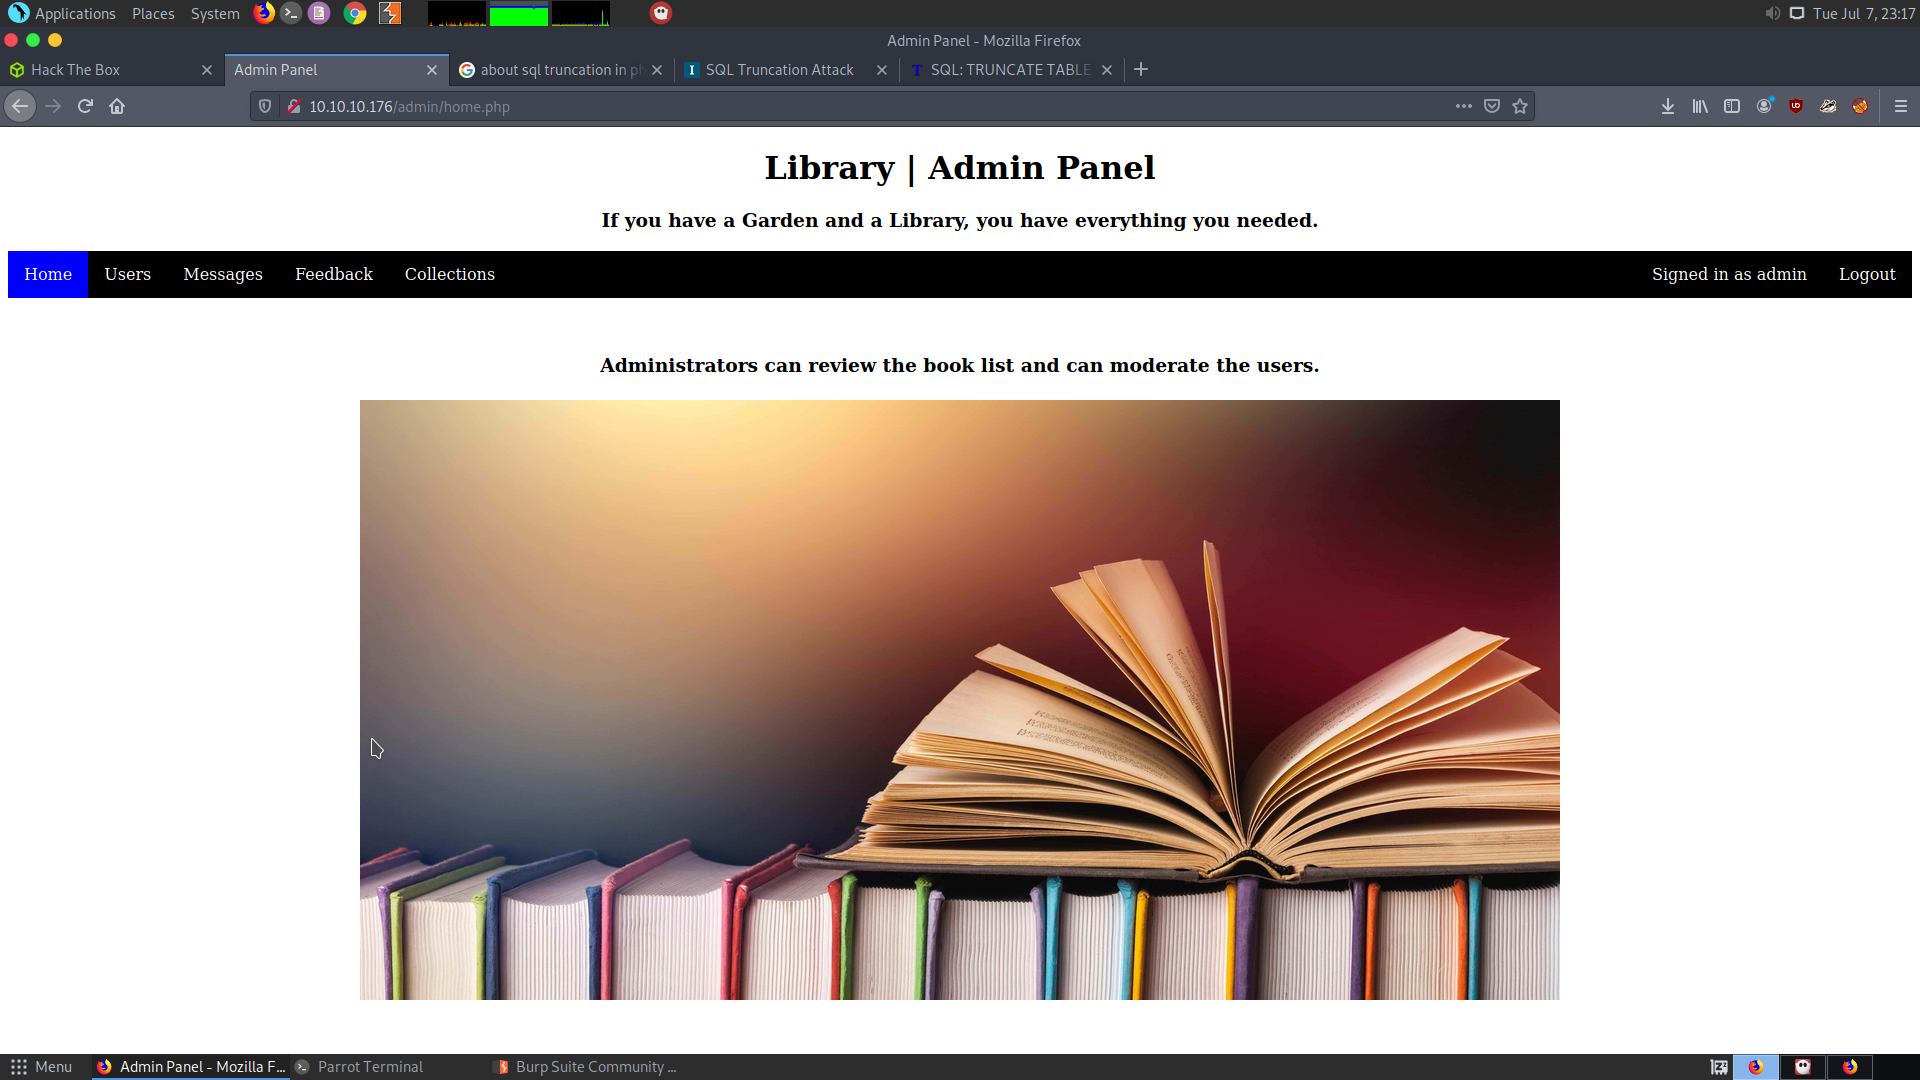 Applications Places System
Tue Jul 7, 23:17
Admin Panel - Mozilla Firefox
Hack The Box
Admin Panel
about sql truncation in ph
SQL Truncation Attack
SQL: TRUNCATE TABLE
10.10.10.176/admin/home.php
Library | Admin Panel
If you have a Garden and a Library, you have everything you needed.
Home Users Messages Feedback Collections Signed in as admin Logout
Administrators can review the book list and can moderate the users.
Menu Admin Panel - Mozilla F... Parrot Terminal Burp Suite Community ...